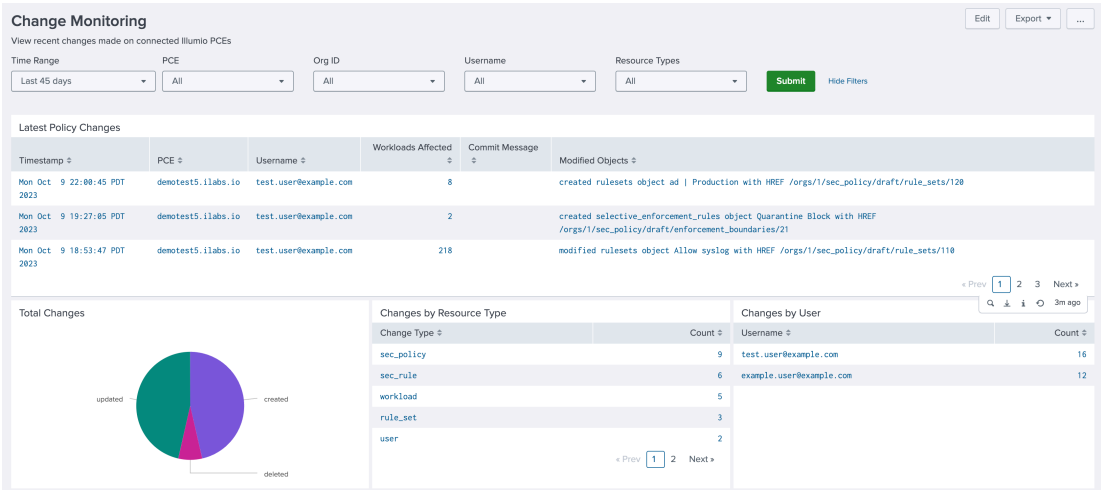 Change Monitoring
Edit
Export
...
View recent changes made on connected Illumio PCEs
Time Range
PCE
Org ID
Username
Resource Types
Last 45 days
All
All
All
All
Submit
Hide Filters
Latest Policy Changes
Timestamp
PCE
Username
Workloads Affected
Commit Message
Modified Objects
Mon Oct 9 22:00:45 PDT
2023
demotest5.ilabs.io
test.user@example.com
8
created rulesets object ad | Production with HREF /orgs/1/sec_policy/draft/rule_sets/120
Mon Oct 9 19:27:05 PDT
2023
demotest5.ilabs.io
test.user@example.com
2
created selective_enforcement_rules object Quarantine Block with HREF
/orgs/1/sec_policy/draft/enforcement_boundaries/21
Mon Oct 9 18:53:47 PDT
2023
demotest5.ilabs.io
test.user@example.com
218
modified rulesets object Allow syslog with HREF /orgs/1/sec_policy/draft/rule_sets/110
« Prev 1 2 3 Next »
3m ago
Total Changes
updated
created
deleted
Changes by Resource Type
Change Type Count
sec_policy 9
sec_rule 6
workload 5
rule_set 3
user 2
« Prev 1 2 Next »
Changes by User
Username Count
test.user@example.com 16
example.user@example.com 12